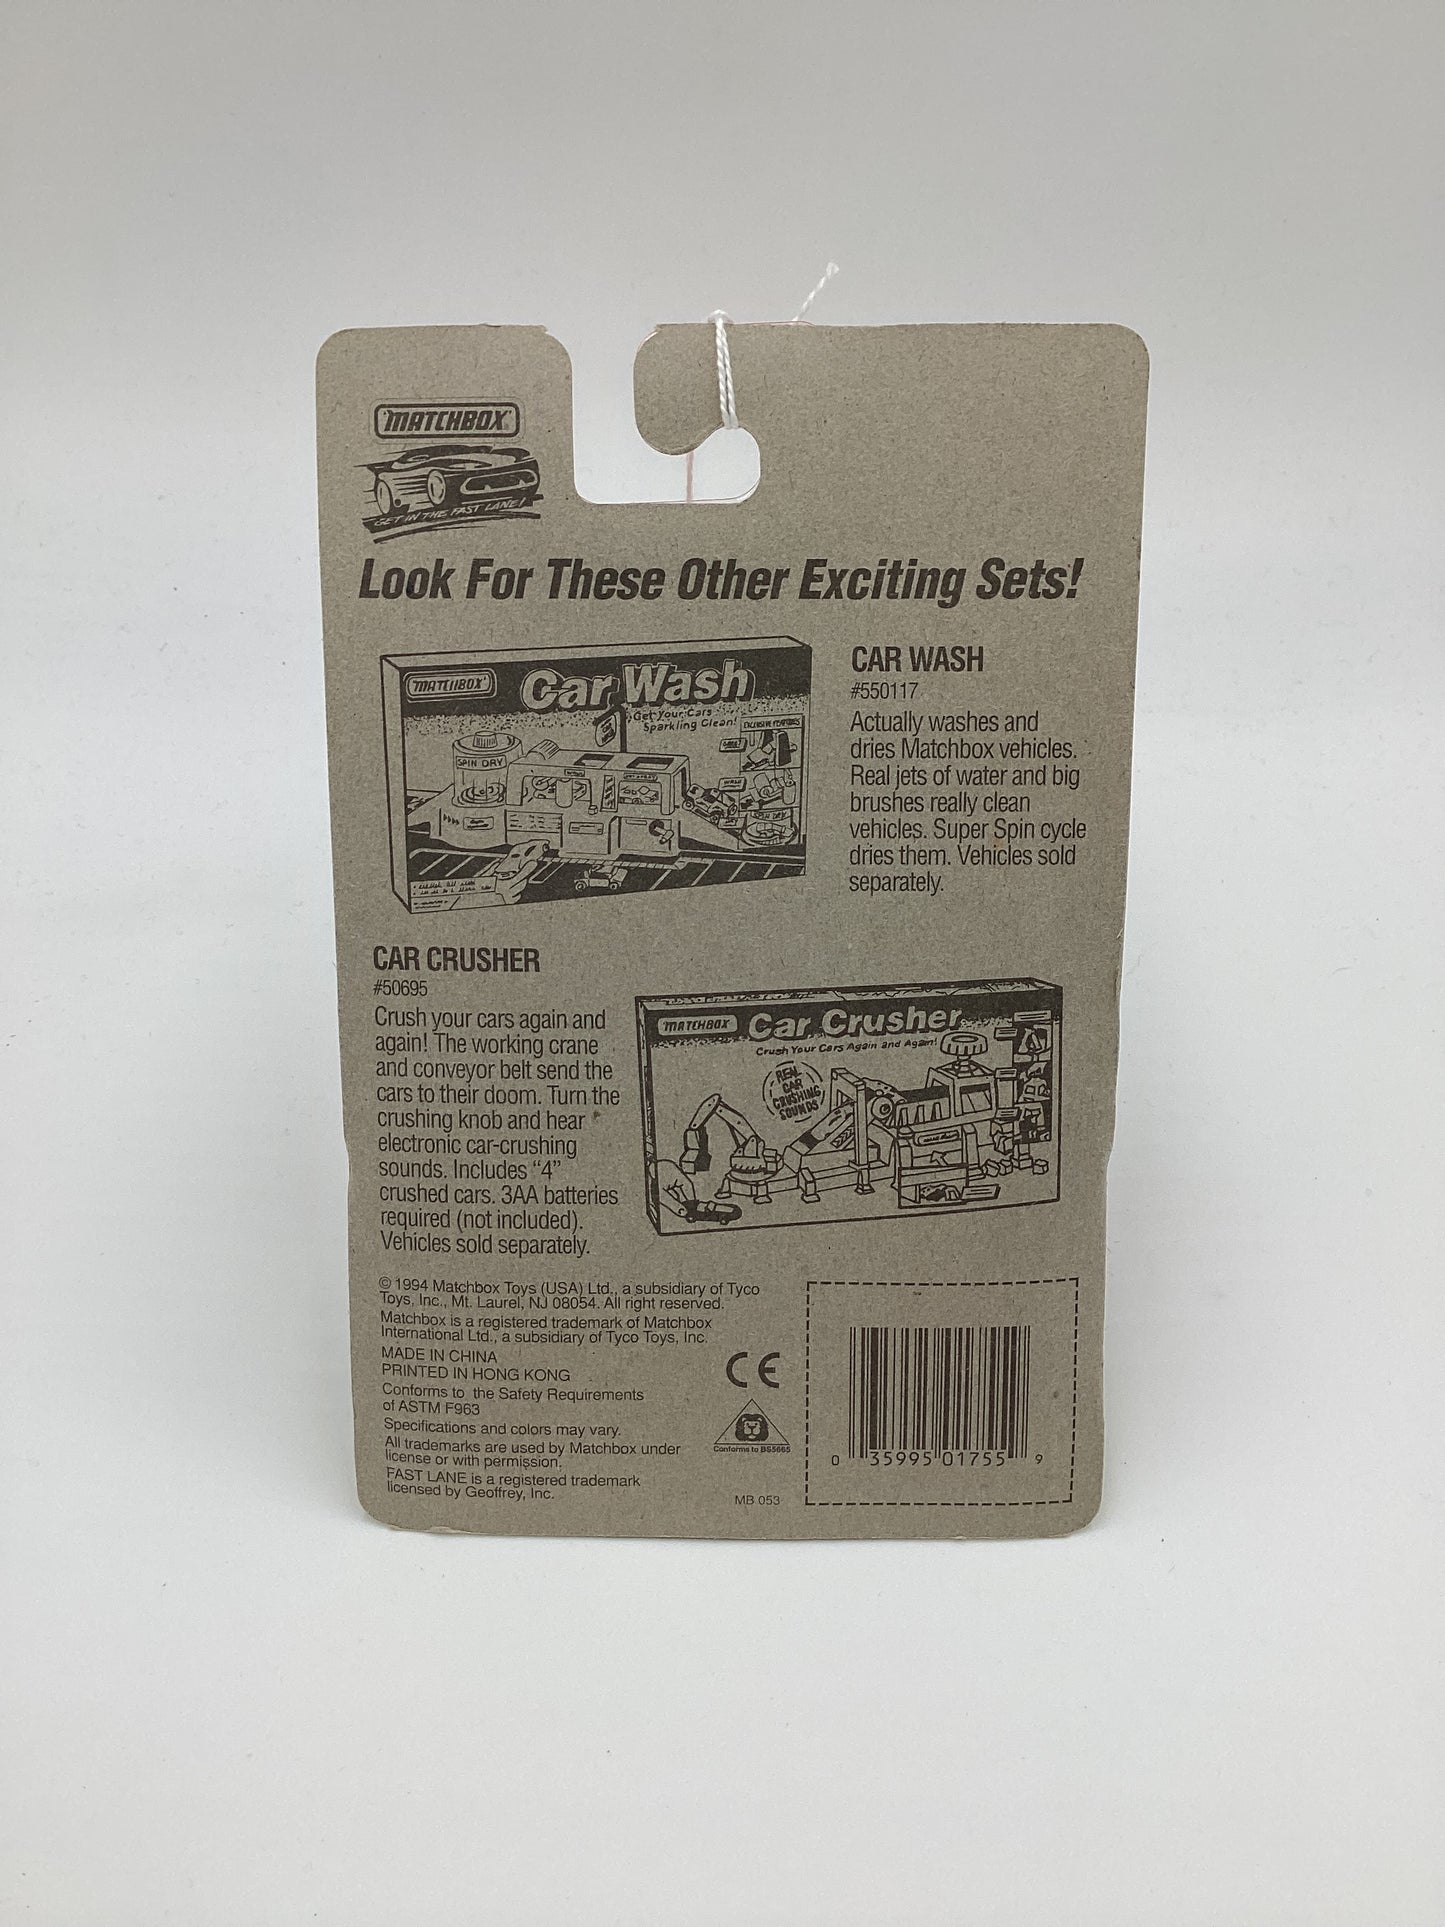 MATCHBOX
GET IN THE FAST LANE!
Look For These Other Exciting Sets!
MATCHBOX
Car Wash
Get Your Cars
Sparkling Clean!
EXCLUSIVE FEATURES
SPIN DRY
WASH
SPIN DRY
CAR WASH
#550117
Actually washes and
dries Matchbox vehicles.
Real jets of water and big
brushes really clean
vehicles. Super Spin cycle
dries them. Vehicles sold
separately.
CAR CRUSHER
#50695
Crush your cars again and
again! The working crane
and conveyor belt send the
cars to their doom. Turn the
crushing knob and hear
electronic car-crushing
sounds. Includes “4”
crushed cars. 3AA batteries
required (not included).
Vehicles sold separately.
MATCHBOX
Car Crusher
Crush Your Cars Again and Again!
REAL
CAR
CRUSHING
SOUNDS
© 1994 Matchbox Toys (USA) Ltd., a subsidiary of Tyco
Toys, Inc., Mt. Laurel, NJ 08054. All right reserved.
Matchbox is a registered trademark of Matchbox
International Ltd., a subsidiary of Tyco Toys, Inc.
MADE IN CHINA
PRINTED IN HONG KONG
Conforms to the Safety Requirements
of ASTM F963
Specifications and colors may vary.
All trademarks are used by Matchbox under
license or with permission.
FAST LANE is a registered trademark
licensed by Geoffrey, Inc.
CE
Conforms to BS5665
MB 053
0 35995 01755 9